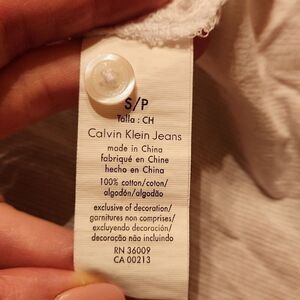 S/P
Talla : CH
Calvin Klein Jeans
made in China
fabriqué en Chine
hecho en China
100% cotton/coton/
algodón/algodão
exclusive of decoration/
garnitures non comprises/
excluyendo decoración/
decoração não incluindo
RN 36009
CA 00213